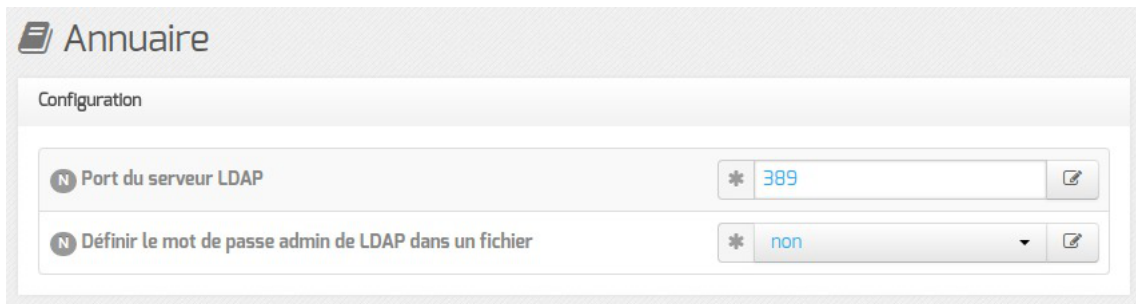 Annuaire
Configuration
N Port du serveur LDAP * 389
N Définir le mot de passe admin de LDAP dans un fichier * non